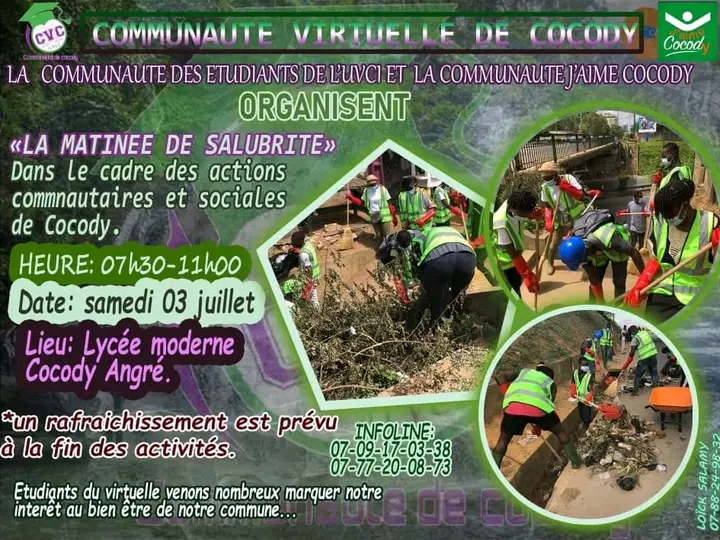 CVC
Communauté de cocody
COMMUNAUTE VIRTUELLE DE COCODY
j'aime
Cocody
LA COMMUNAUTE DES ETUDIANTS DE L'UVCI ET LA COMMUNAUTE J'AIME COCODY
ORGANISENT
«LA MATINEE DE SALUBRITE»
Dans le cadre des actions
commnautaires et sociales
de Cocody.
HEURE: 07h30-11h00
Date: samedi 03 juillet
Lieu: Lycée moderne
Cocody Angré.
*un rafraichissement est prévu
à la fin des activités.
INFOLINE:
07-09-17-03-38
07-77-20-08-73
Etudiants du virtuelle venons nombreux marquer notre
interêt au bien être de notre commune...
LOÏCK SALAMY
07-88-24-98-32